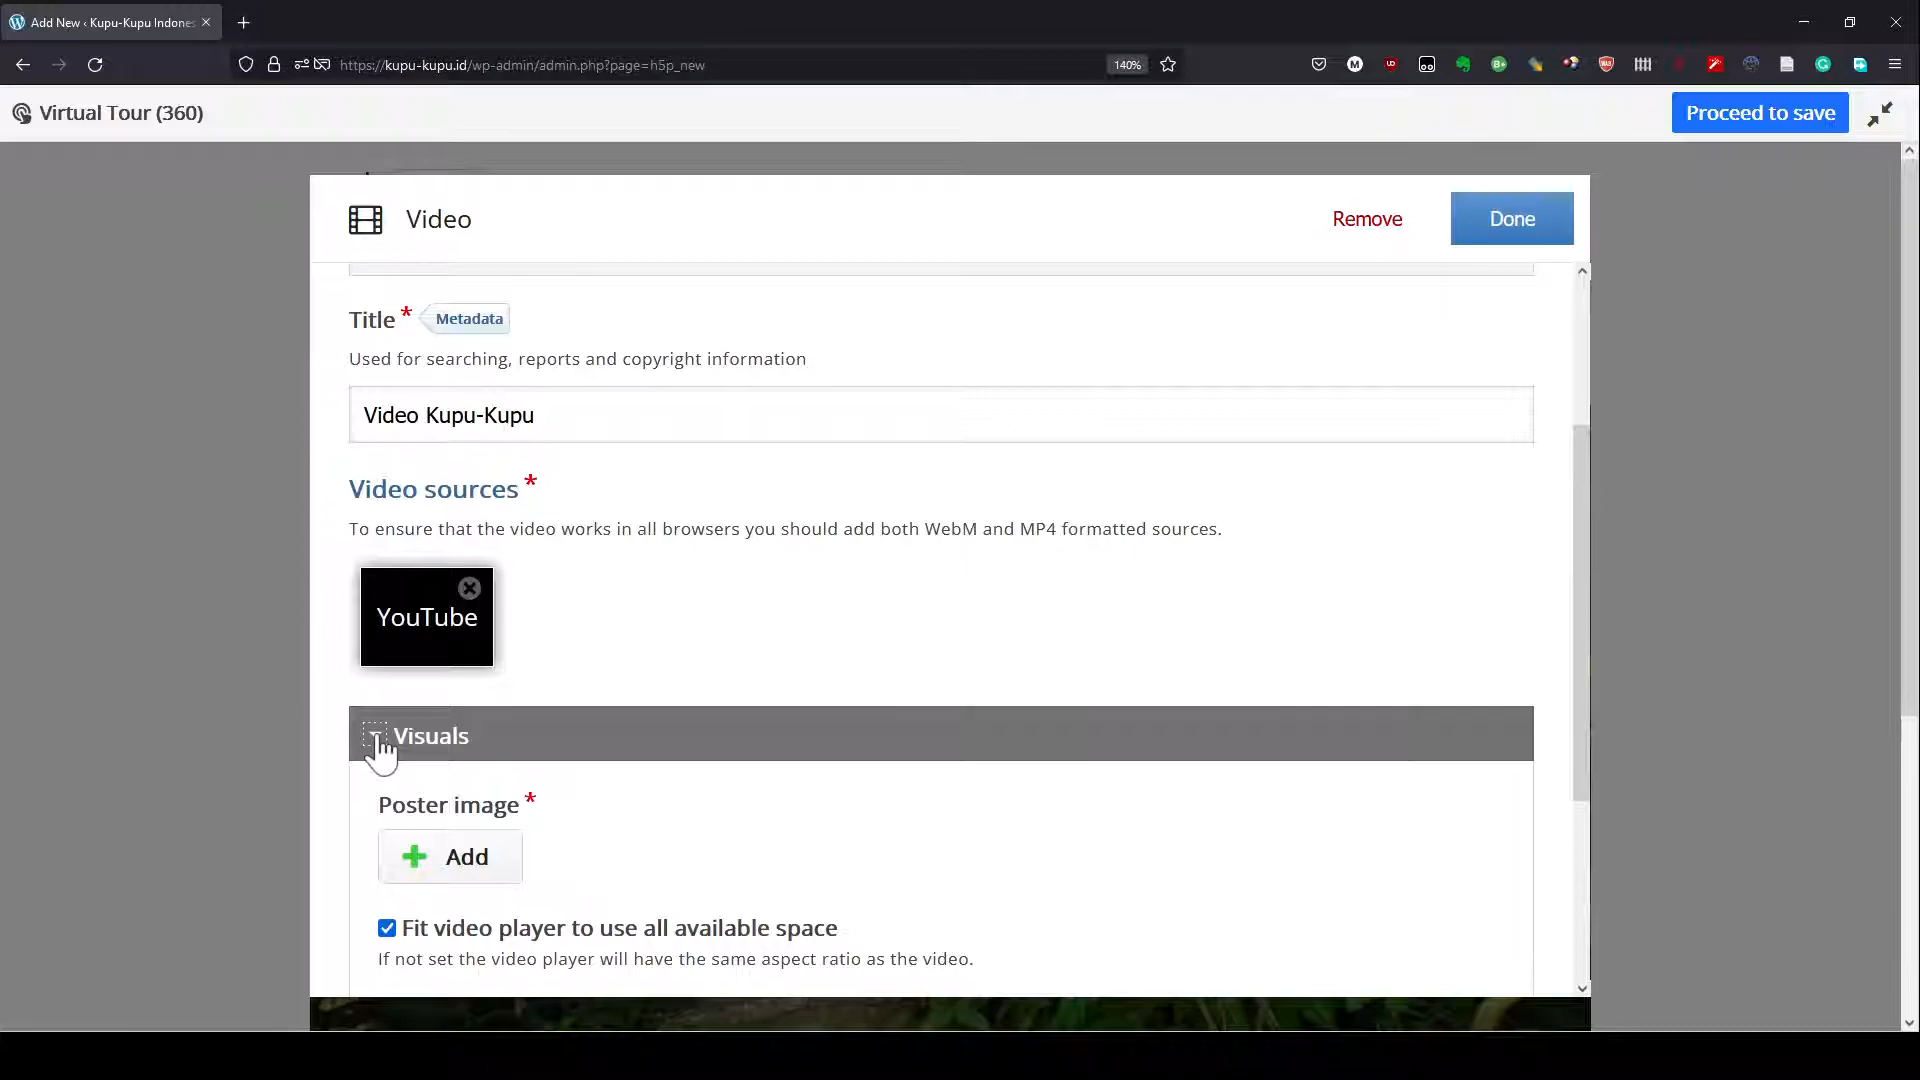 Add New ‹ Kupu-Kupu Indones
https://kupu-kupu.id/wp-admin/admin.php?page=h5p_new
140%
Virtual Tour (360)
Proceed to save
Video
Remove
Done
Title *
Metadata
Used for searching, reports and copyright information
Video Kupu-Kupu
Video sources *
To ensure that the video works in all browsers you should add both WebM and MP4 formatted sources.
YouTube
Visuals
Poster image *
Add
Fit video player to use all available space
If not set the video player will have the same aspect ratio as the video.